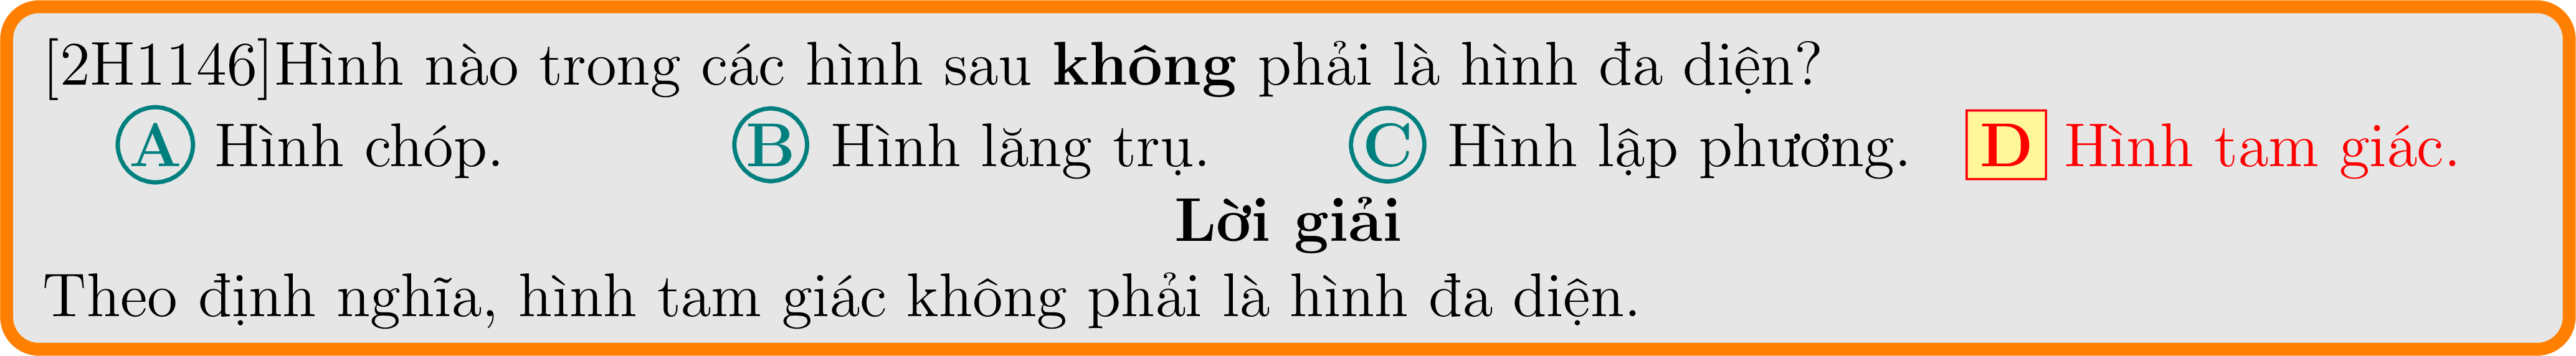 [2H1146]Hình nào trong các hình sau không phải là hình đa diện?
A Hình chóp. B Hình lăng trụ. C Hình lập phương. D Hình tam giác.
Lời giải
Theo định nghĩa, hình tam giác không phải là hình đa diện.